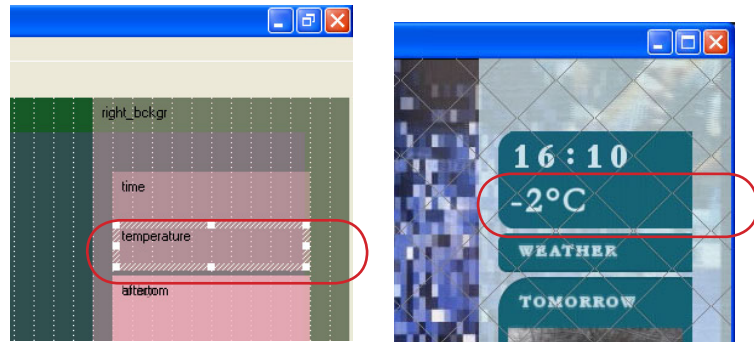 right_bckgr
time
temperature
16:10
-2°C
WEATHER
TOMORROW